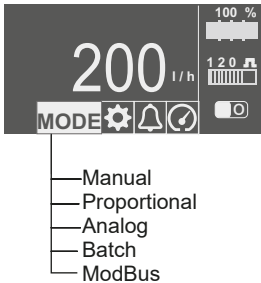 100 %
200 l/h
120
MODE
Manual
Proportional
Analog
Batch
ModBus